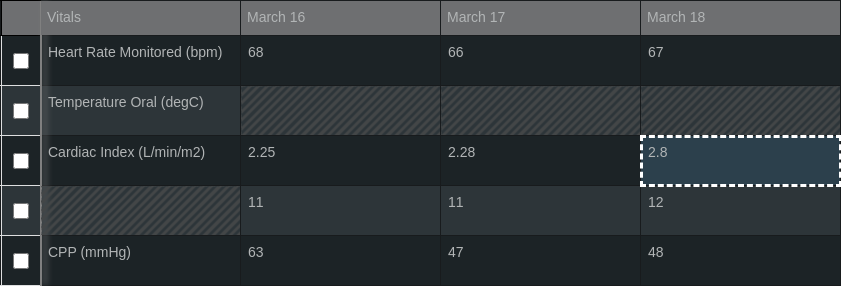 Vitals March 16 March 17 March 18
Heart Rate Monitored (bpm) 68 66 67
Temperature Oral (degC)
Cardiac Index (L/min/m2) 2.25 2.28 2.8
11 11 12
CPP (mmHg) 63 47 48